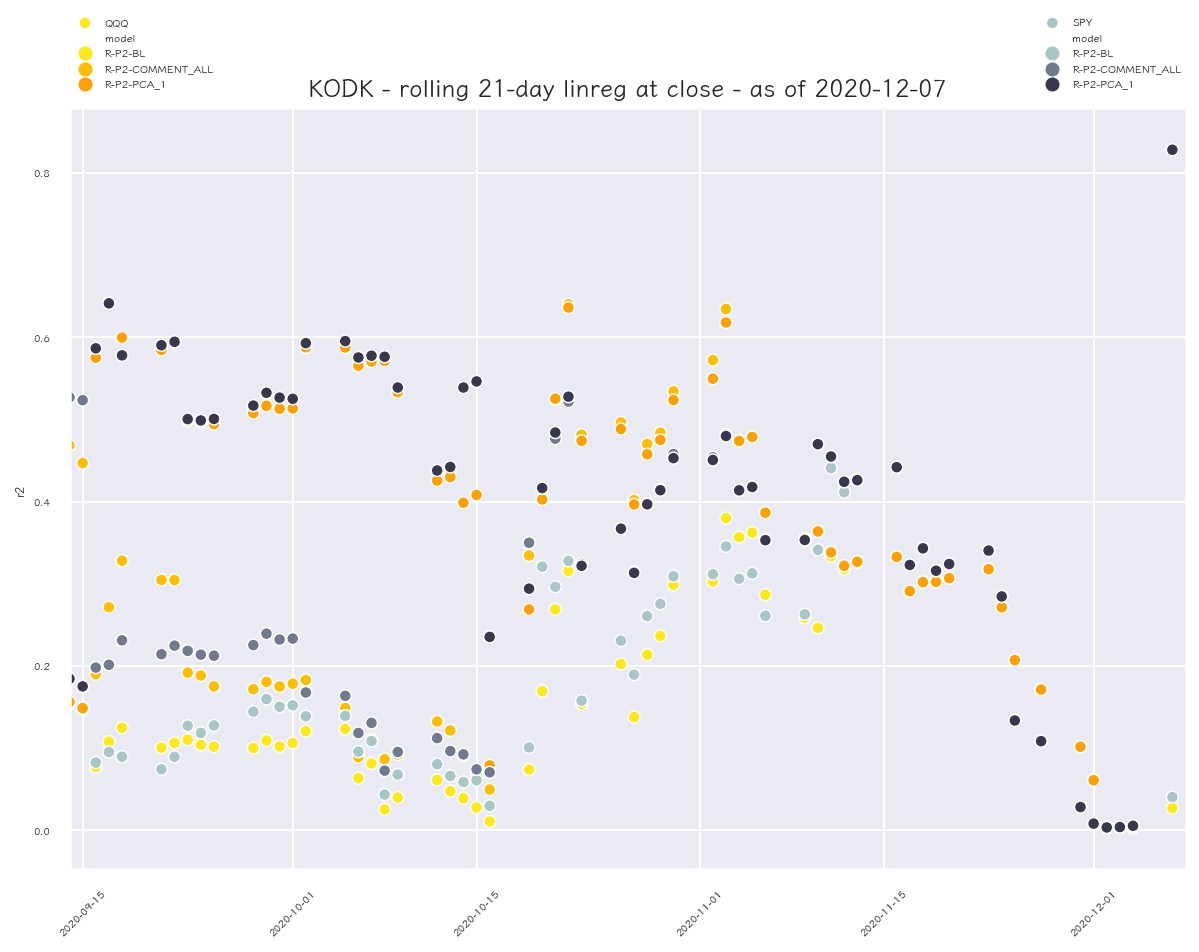 QQQ
model
R-P2-BL
R-P2-COMMENT_ALL
R-P2-PCA_1
SPY
model
R-P2-BL
R-P2-COMMENT_ALL
R-P2-PCA_1
KODK - rolling 21-day linreg at close - as of 2020-12-07
0.8
0.6
0.4
0.2
0.0
r2
2020-09-15
2020-10-01
2020-10-15
2020-11-01
2020-11-15
2020-12-01